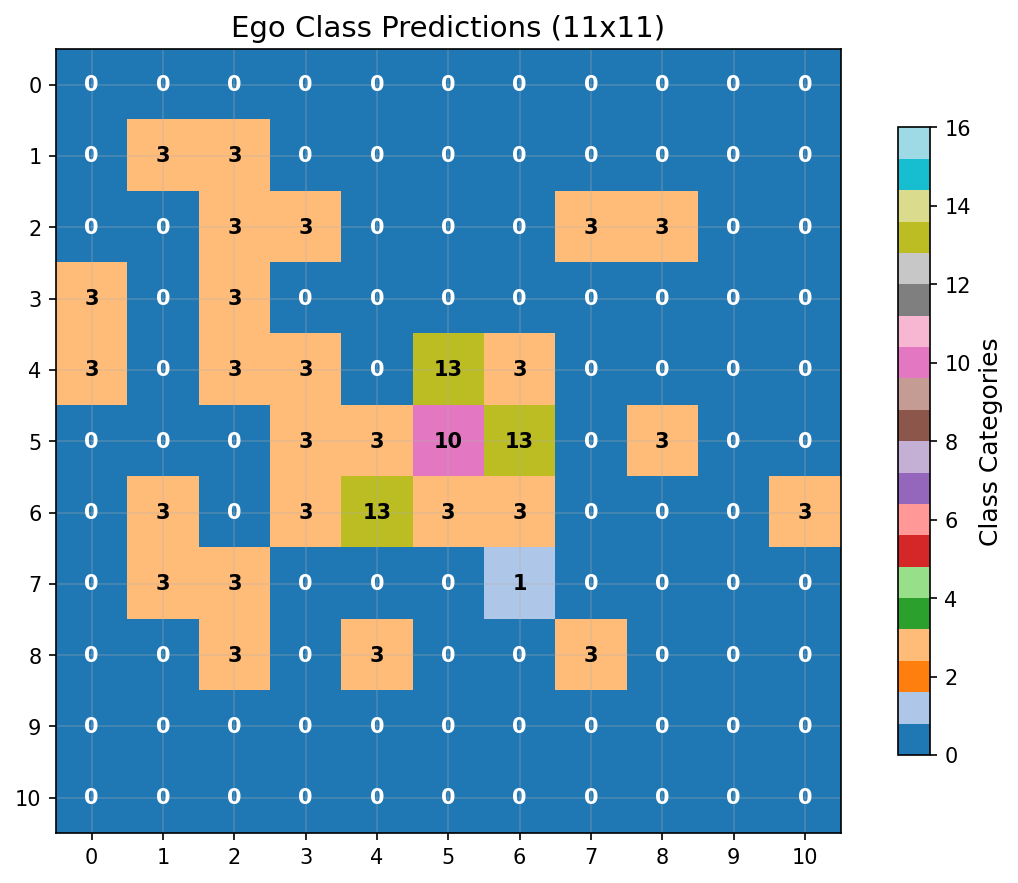 Ego Class Predictions (11x11)
0 0 0 0 0 0 0 0 0 0 0 0
1 0 3 3 0 0 0 0 0 0 0 0
2 0 0 3 3 0 0 0 3 3 0 0
3 3 0 3 0 0 0 0 0 0 0 0
4 3 0 3 3 0 13 3 0 0 0 0
5 0 0 0 3 3 10 13 0 3 0 0
6 0 3 0 3 13 3 3 0 0 0 3
7 0 3 3 0 0 0 1 0 0 0 0
8 0 0 3 0 3 0 0 3 0 0 0
9 0 0 0 0 0 0 0 0 0 0 0
10 0 0 0 0 0 0 0 0 0 0 0
0 1 2 3 4 5 6 7 8 9 10
16
14
12
10
8
6
4
2
0
Class Categories